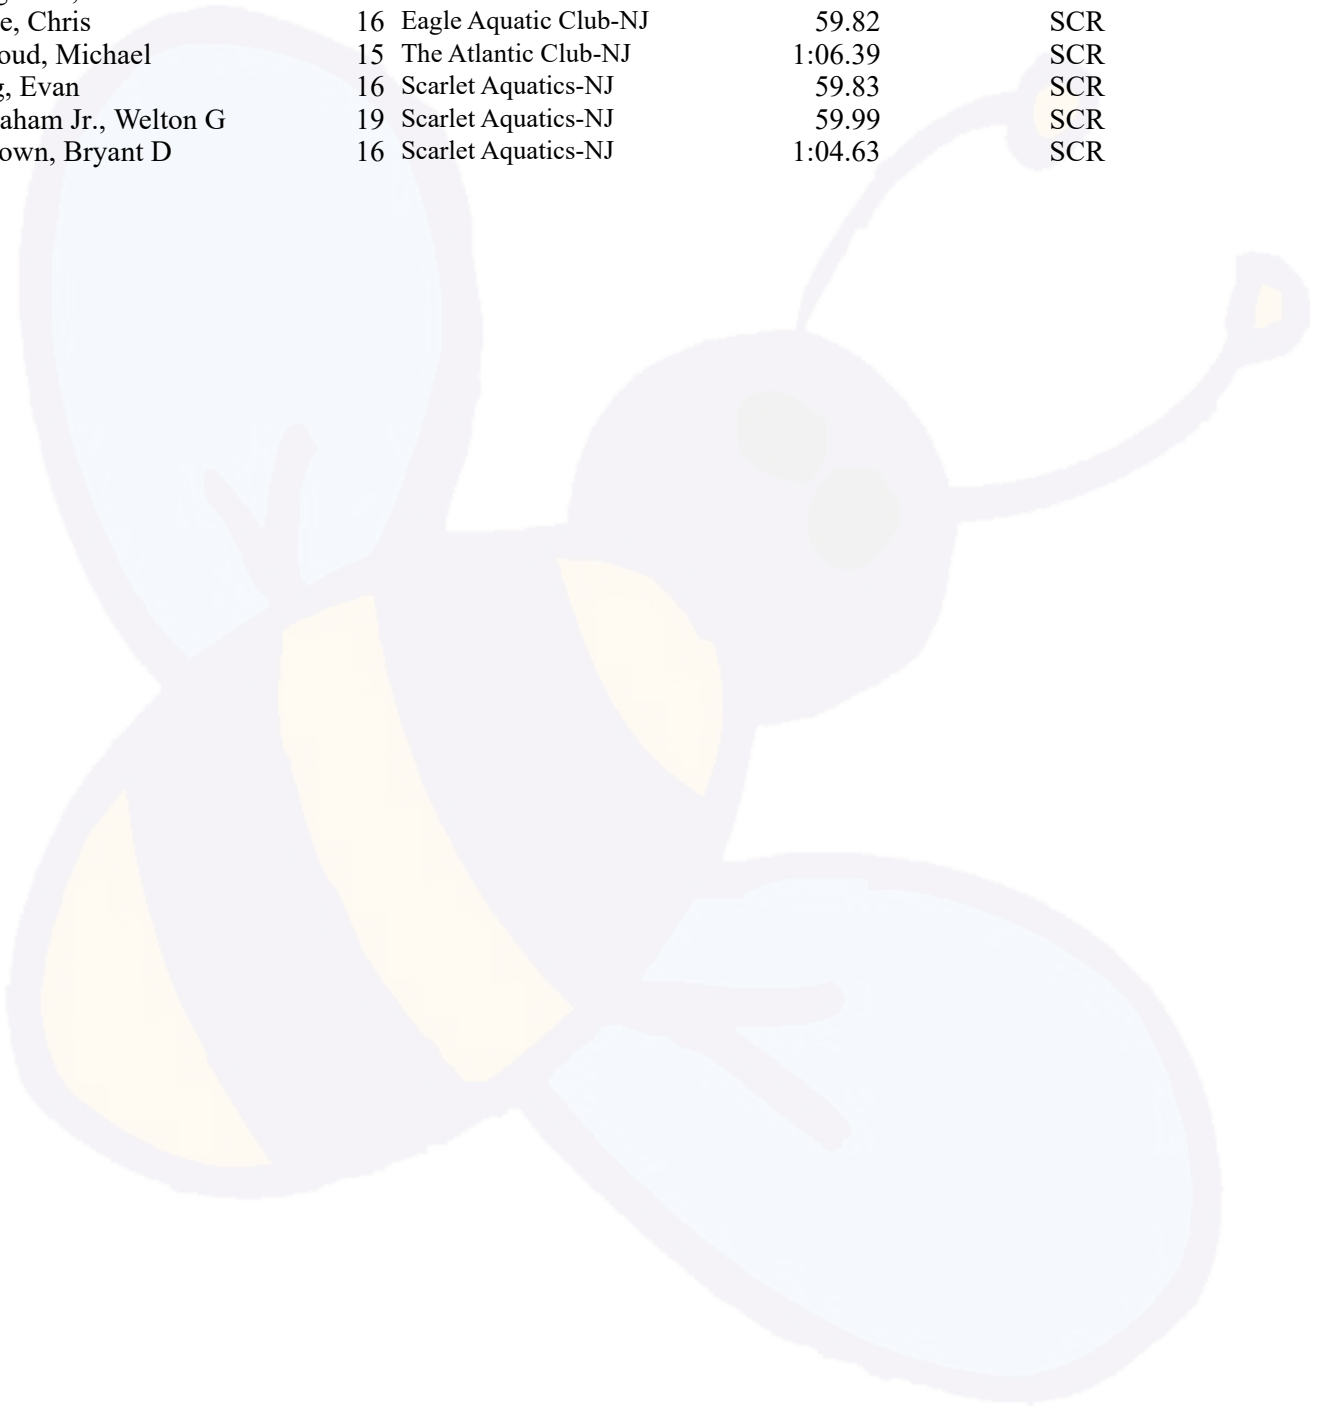 e, Chris 16 Eagle Aquatic Club-NJ 59.82 SCR
oud, Michael 15 The Atlantic Club-NJ 1:06.39 SCR
, Evan 16 Scarlet Aquatics-NJ 59.83 SCR
aham Jr., Welton G 19 Scarlet Aquatics-NJ 59.99 SCR
own, Bryant D 16 Scarlet Aquatics-NJ 1:04.63 SCR